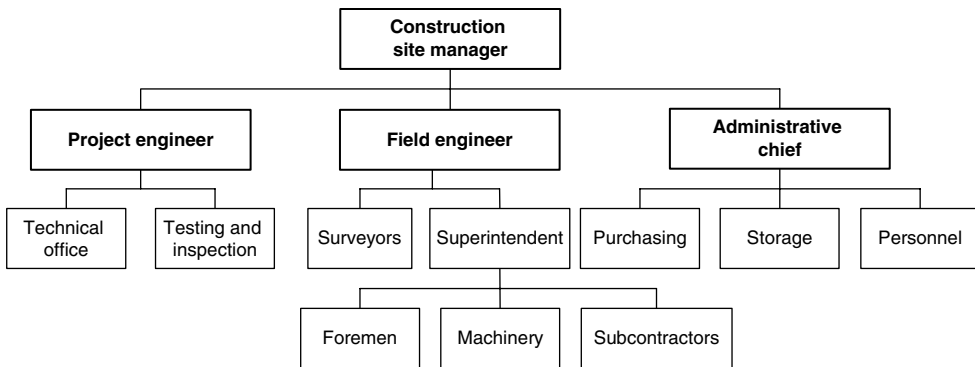 Construction
site manager
Project engineer
Field engineer
Administrative
chief
Technical
office
Testing and
inspection
Surveyors
Superintendent
Purchasing
Storage
Personnel
Foremen
Machinery
Subcontractors